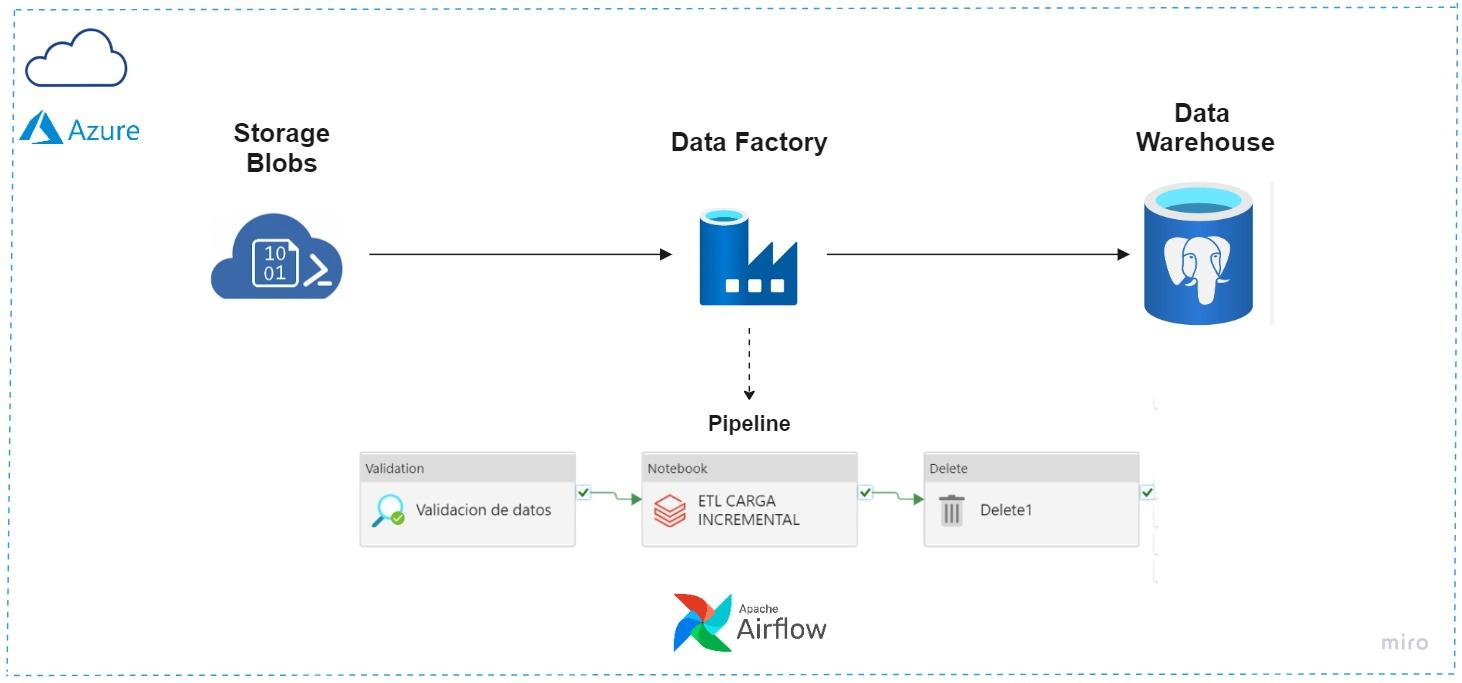 Azure
Storage
Blobs
Data Factory
Data
Warehouse
10
01
Pipeline
Validation
Validacion de datos
Notebook
ETL CARGA
INCREMENTAL
Delete
Delete1
Apache
Airflow
miro